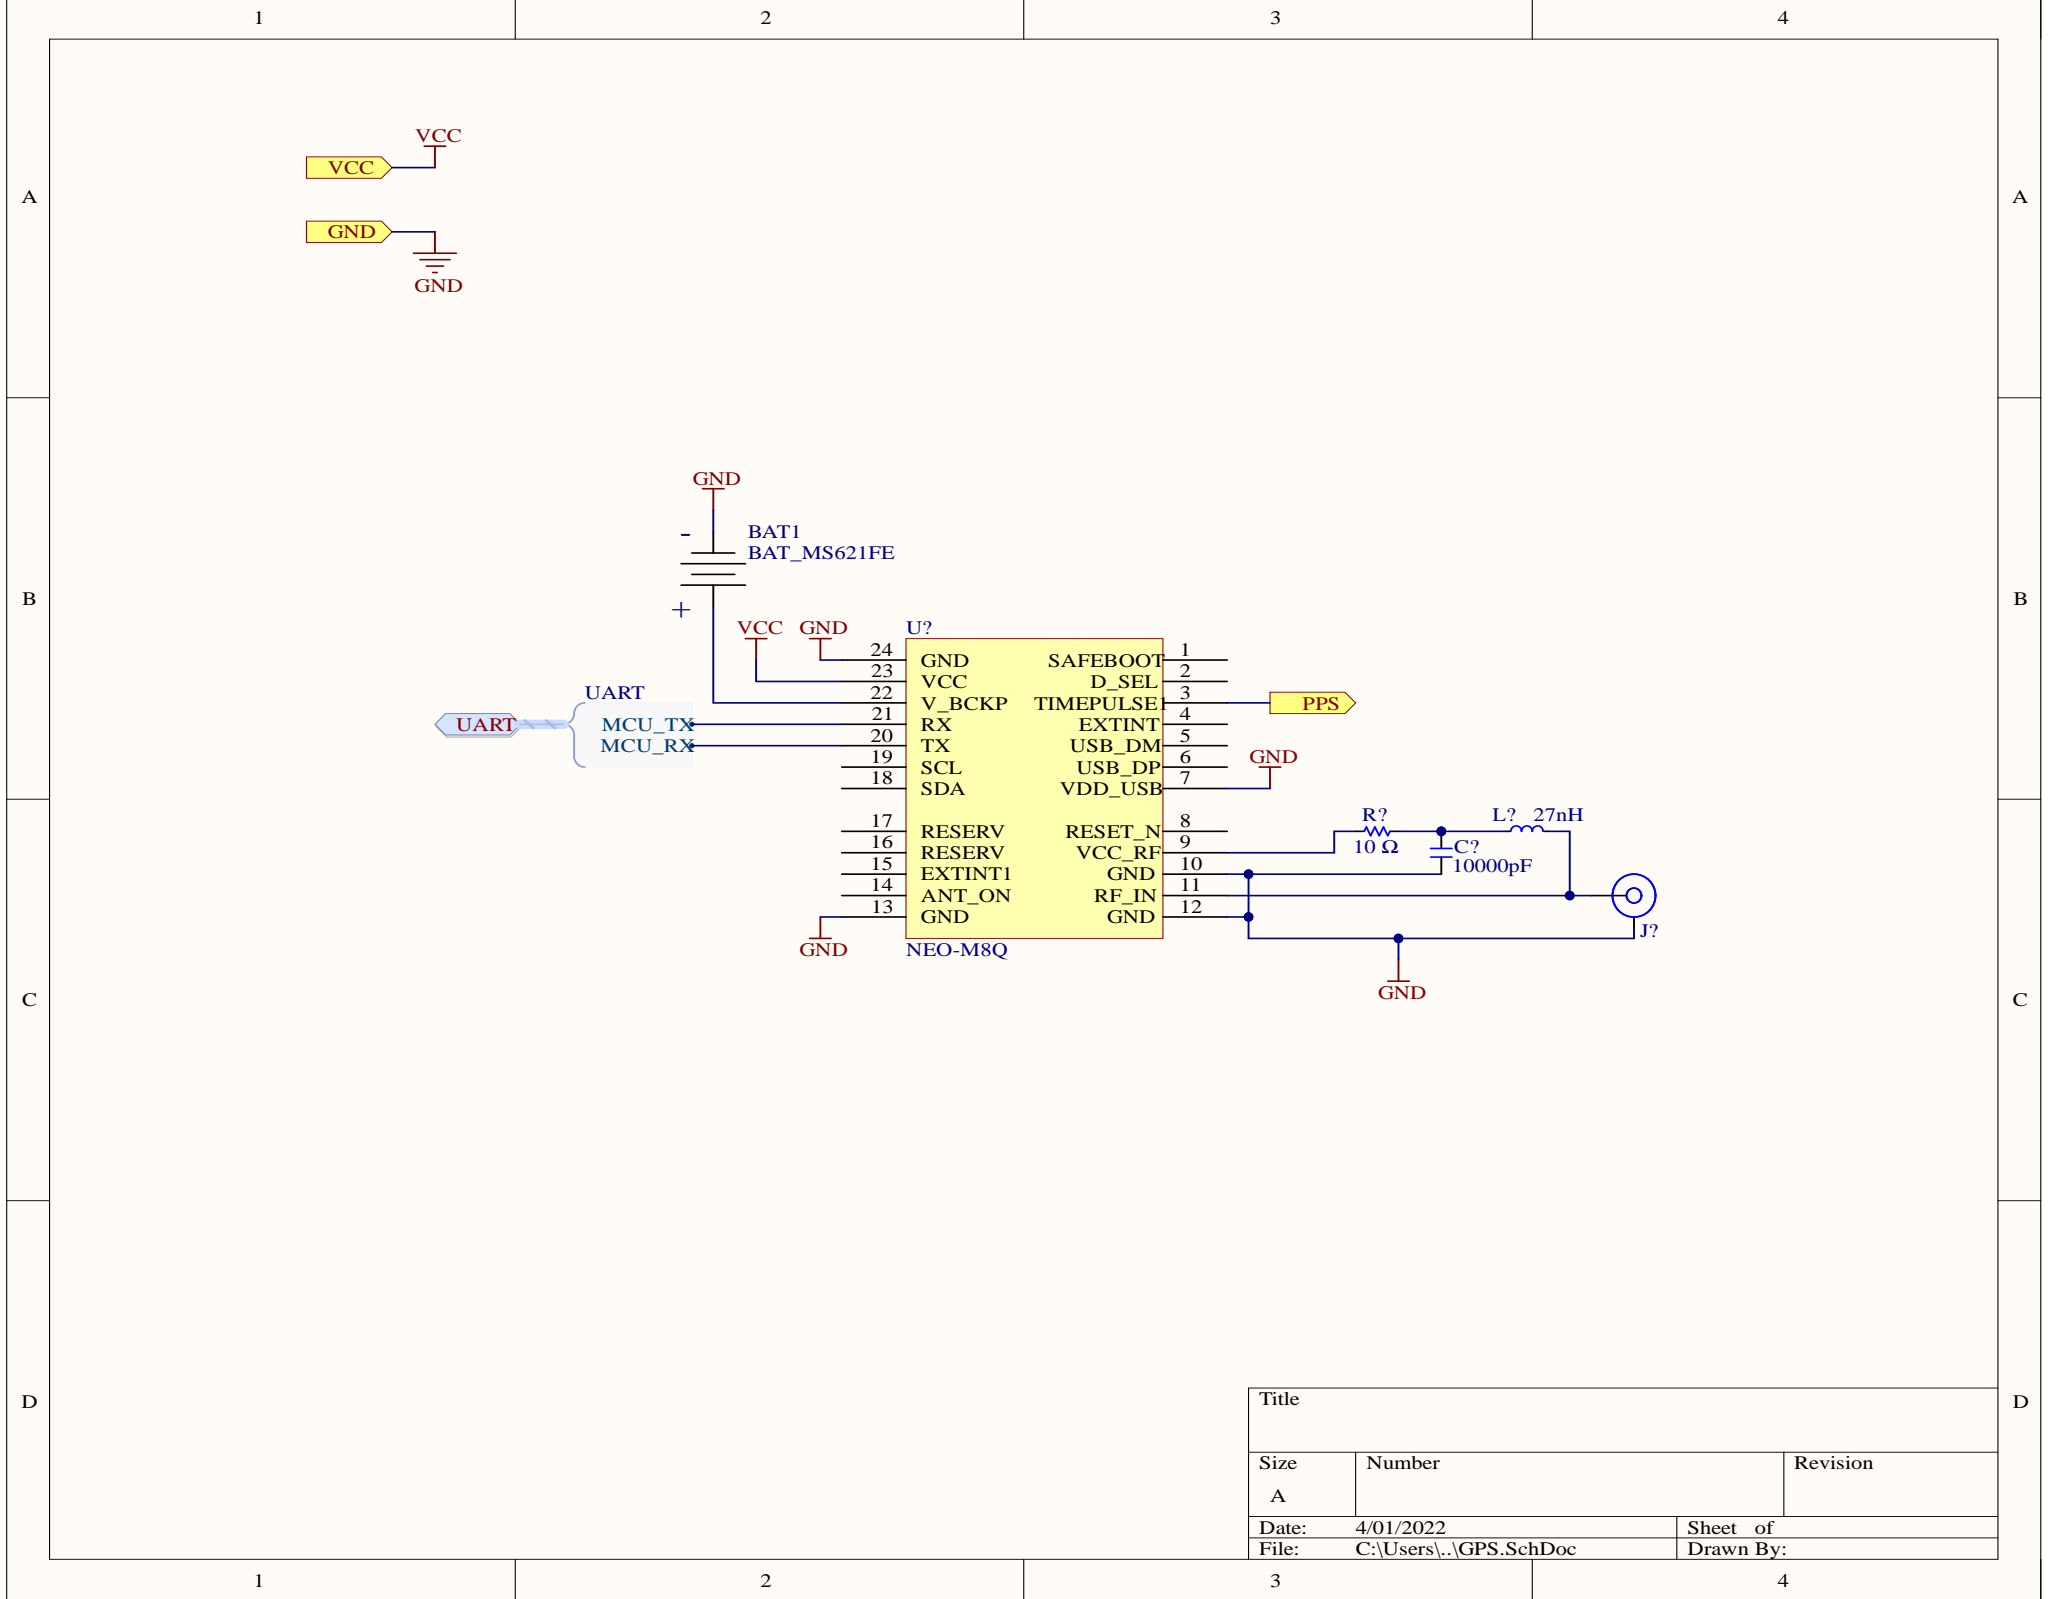 1 2 3 4
A A
VCC
VCC
GND
GND
GND
- BAT1
BAT_MS621FE
B B
+
VCC GND U?
24 GND SAFEBOOT 1
23 VCC D_SEL 2
22 V_BCKP TIMEPULSE1 3 PPS
UART
UART MCU_TX 21 RX EXTINT 4
MCU_RX 20 TX USB_DM 5
19 SCL USB_DP 6 GND
18 SDA VDD_USB 7
R? L? 27nH
17 RESERV RESET_N 8
16 RESERV VCC_RF 9 10 Ω C?
15 EXTINT1 GND 10 10000pF
14 ANT_ON RF_IN 11
13 GND GND 12
J?
GND NEO-M8Q
GND
C C
Title
D D
Size Number Revision
A
Date: 4/01/2022 Sheet of
File: C:\Users\..\GPS.SchDoc Drawn By:
1 2 3 4